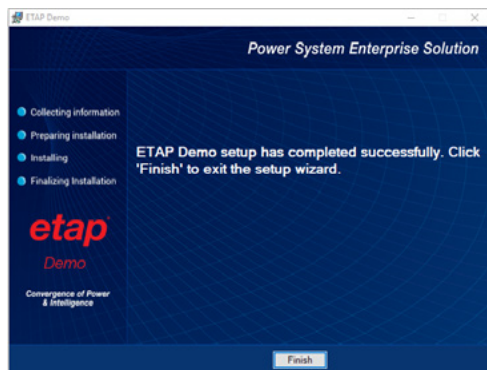 ETAP Demo
Power System Enterprise Solution
Collecting information
Preparing installation
Installing
Finalizing Installation
ETAP Demo setup has completed successfully. Click
'Finish' to exit the setup wizard.
etap
Demo
Convergence of Power
& Intelligence
Finish